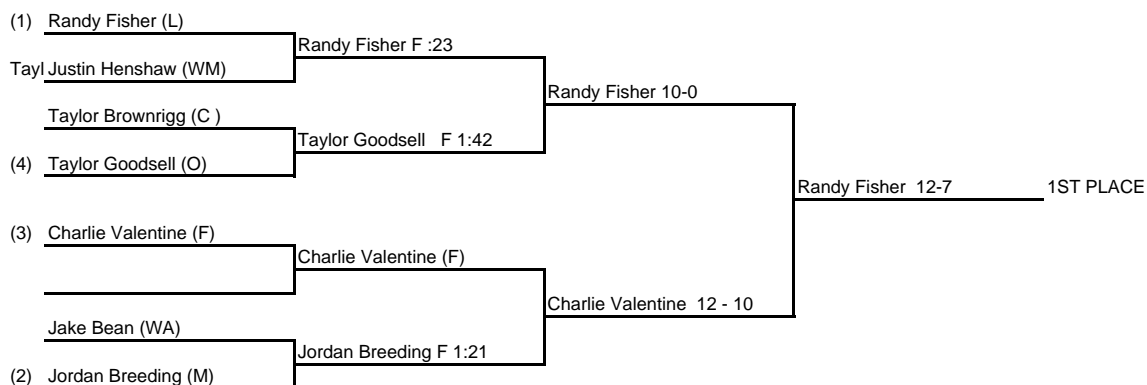 (1) Randy Fisher (L)
Randy Fisher F :23
Tayl Justin Henshaw (WM)
Randy Fisher 10-0
Taylor Brownrigg (C )
Taylor Goodsell F 1:42
(4) Taylor Goodsell (O)
Randy Fisher 12-7 1ST PLACE
(3) Charlie Valentine (F)
Charlie Valentine (F)
Charlie Valentine 12 - 10
Jake Bean (WA)
Jordan Breeding F 1:21
(2) Jordan Breeding (M)